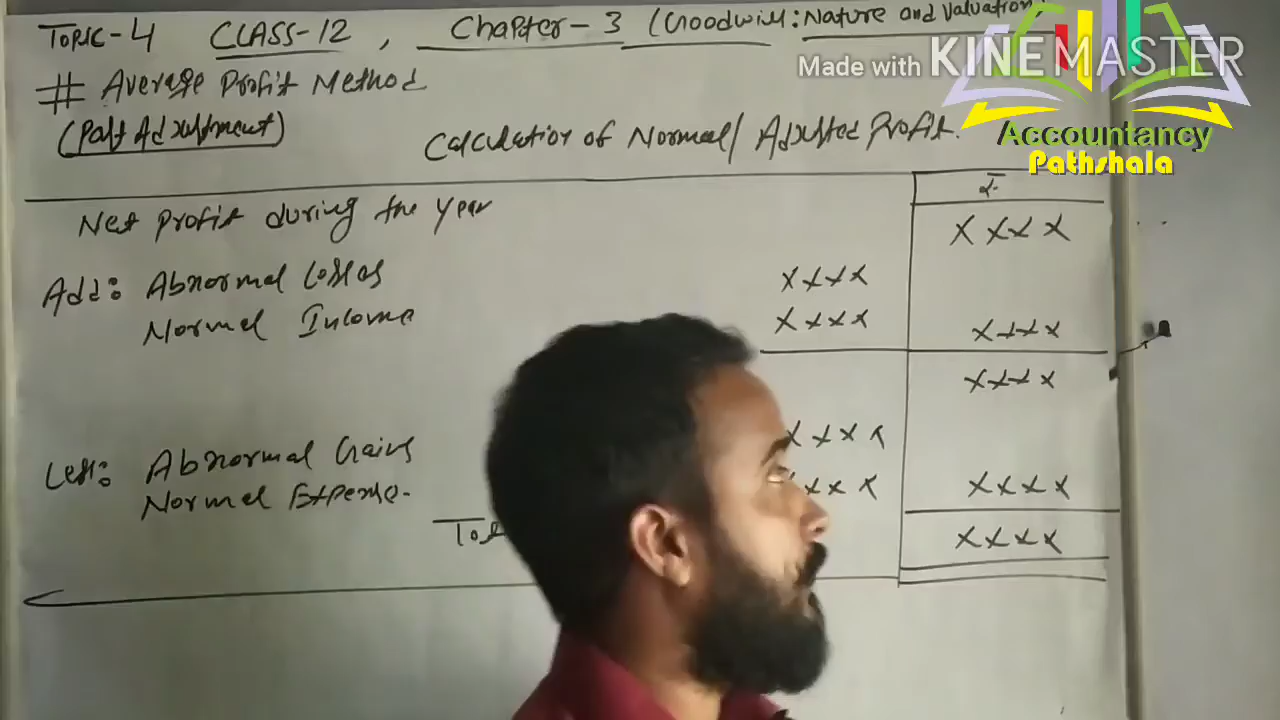 Topic-4 CLASS-12, Chapter-3 (Goodwill: Nature and Valuation)
Made with KINEMASTER
# Average Profit Method
(Past Adjustment)
Calculation of Normal/Adjusted Profit.
Accountancy
Pathshala
₹
Net Profit during the Year XXXX
Add: Abnormal Losses XXXX
Normal Income XXXX XXXX
XXXX
Less: Abnormal Gains XXXX
Normal Expense. XXX XXXX
XXXX